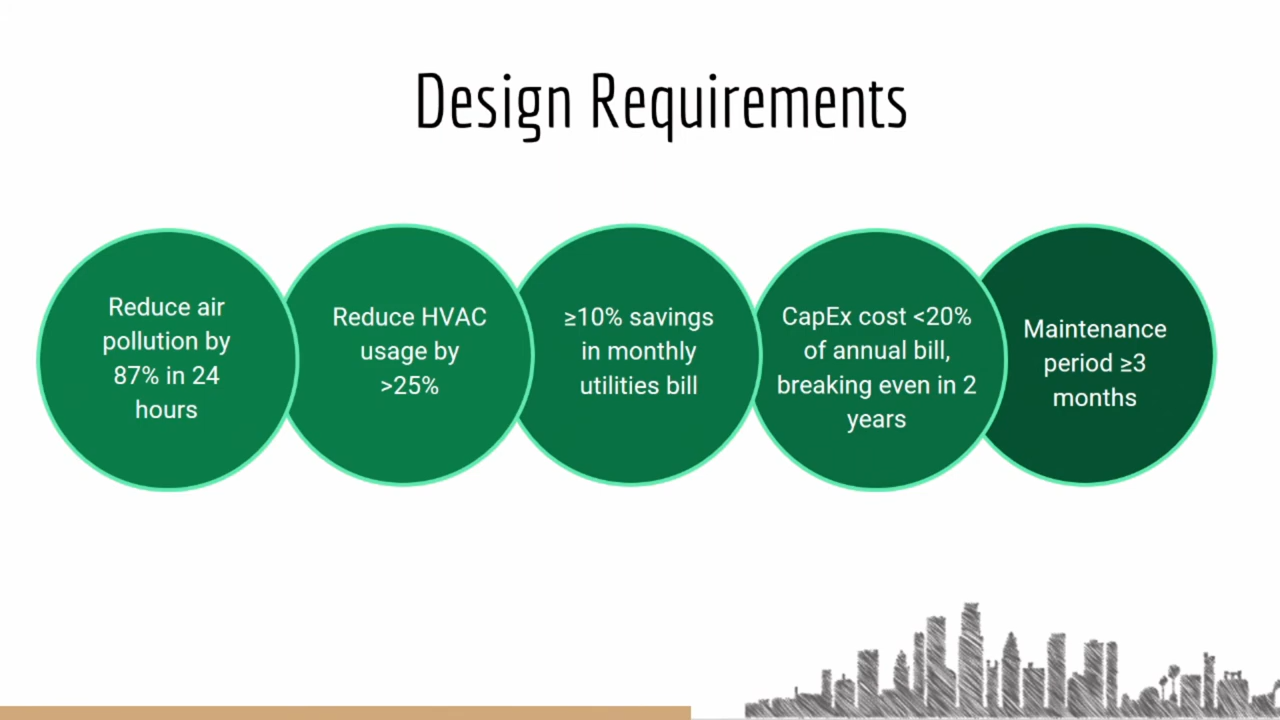 Design Requirements
Reduce air
pollution by
87% in 24
hours
Reduce HVAC
usage by
>25%
≥10% savings
in monthly
utilities bill
CapEx cost <20%
of annual bill,
breaking even in 2
years
Maintenance
period ≥3
months